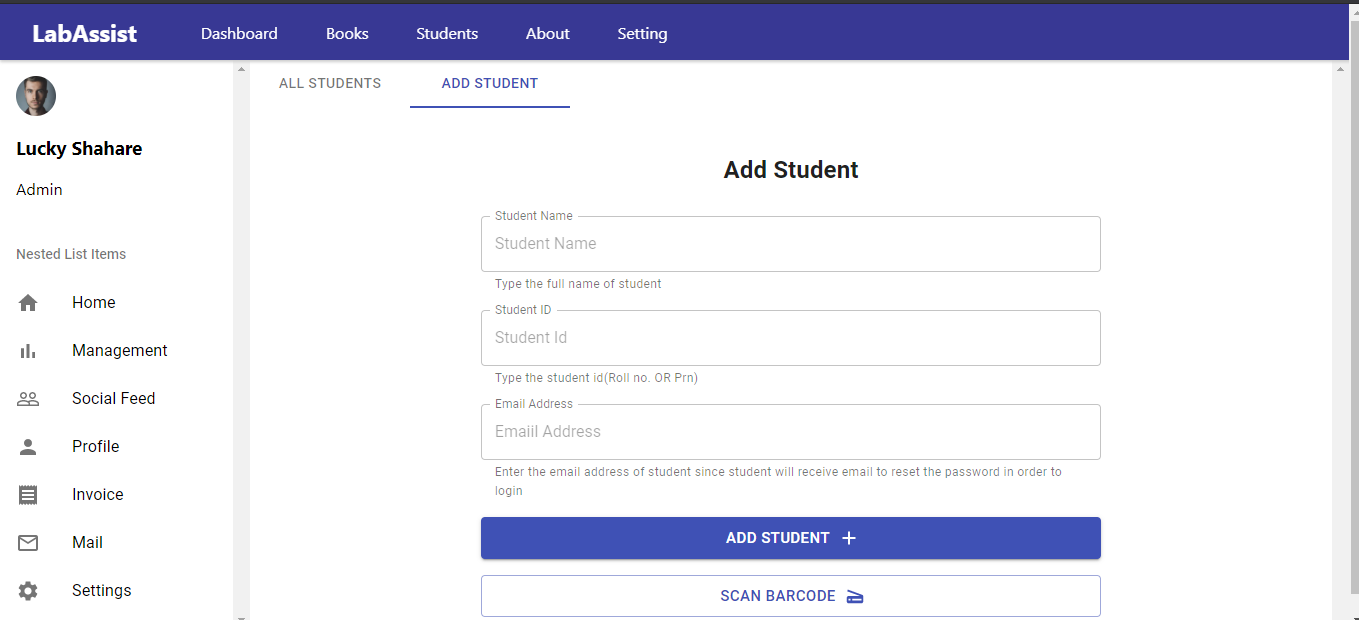 LabAssist Dashboard Books Students About Setting
Lucky Shahare
Admin
Nested List Items
Home
Management
Social Feed
Profile
Invoice
Mail
Settings
ALL STUDENTS ADD STUDENT
Add Student
Student Name
Student Name
Type the full name of student
Student ID
Student Id
Type the student id(Roll no. OR Prn)
Email Address
Emaiil Address
Enter the email address of student since student will receive email to reset the password in order to
login
ADD STUDENT +
SCAN BARCODE